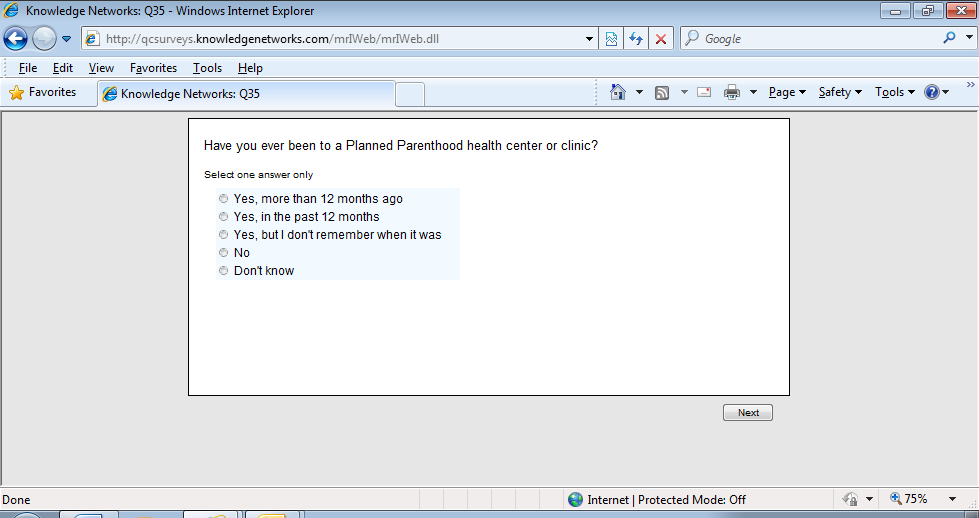 Knowledge Networks: Q35 - Windows Internet Explorer
http://qcsurveys.knowledgenetworks.com/mrIWeb/mrIWeb.dll
Google
File Edit View Favorites Tools Help
Favorites
Knowledge Networks: Q35
Page Safety Tools
Have you ever been to a Planned Parenthood health center or clinic?
Select one answer only
Yes, more than 12 months ago
Yes, in the past 12 months
Yes, but I don't remember when it was
No
Don't know
Next
Done
Internet | Protected Mode: Off
75%